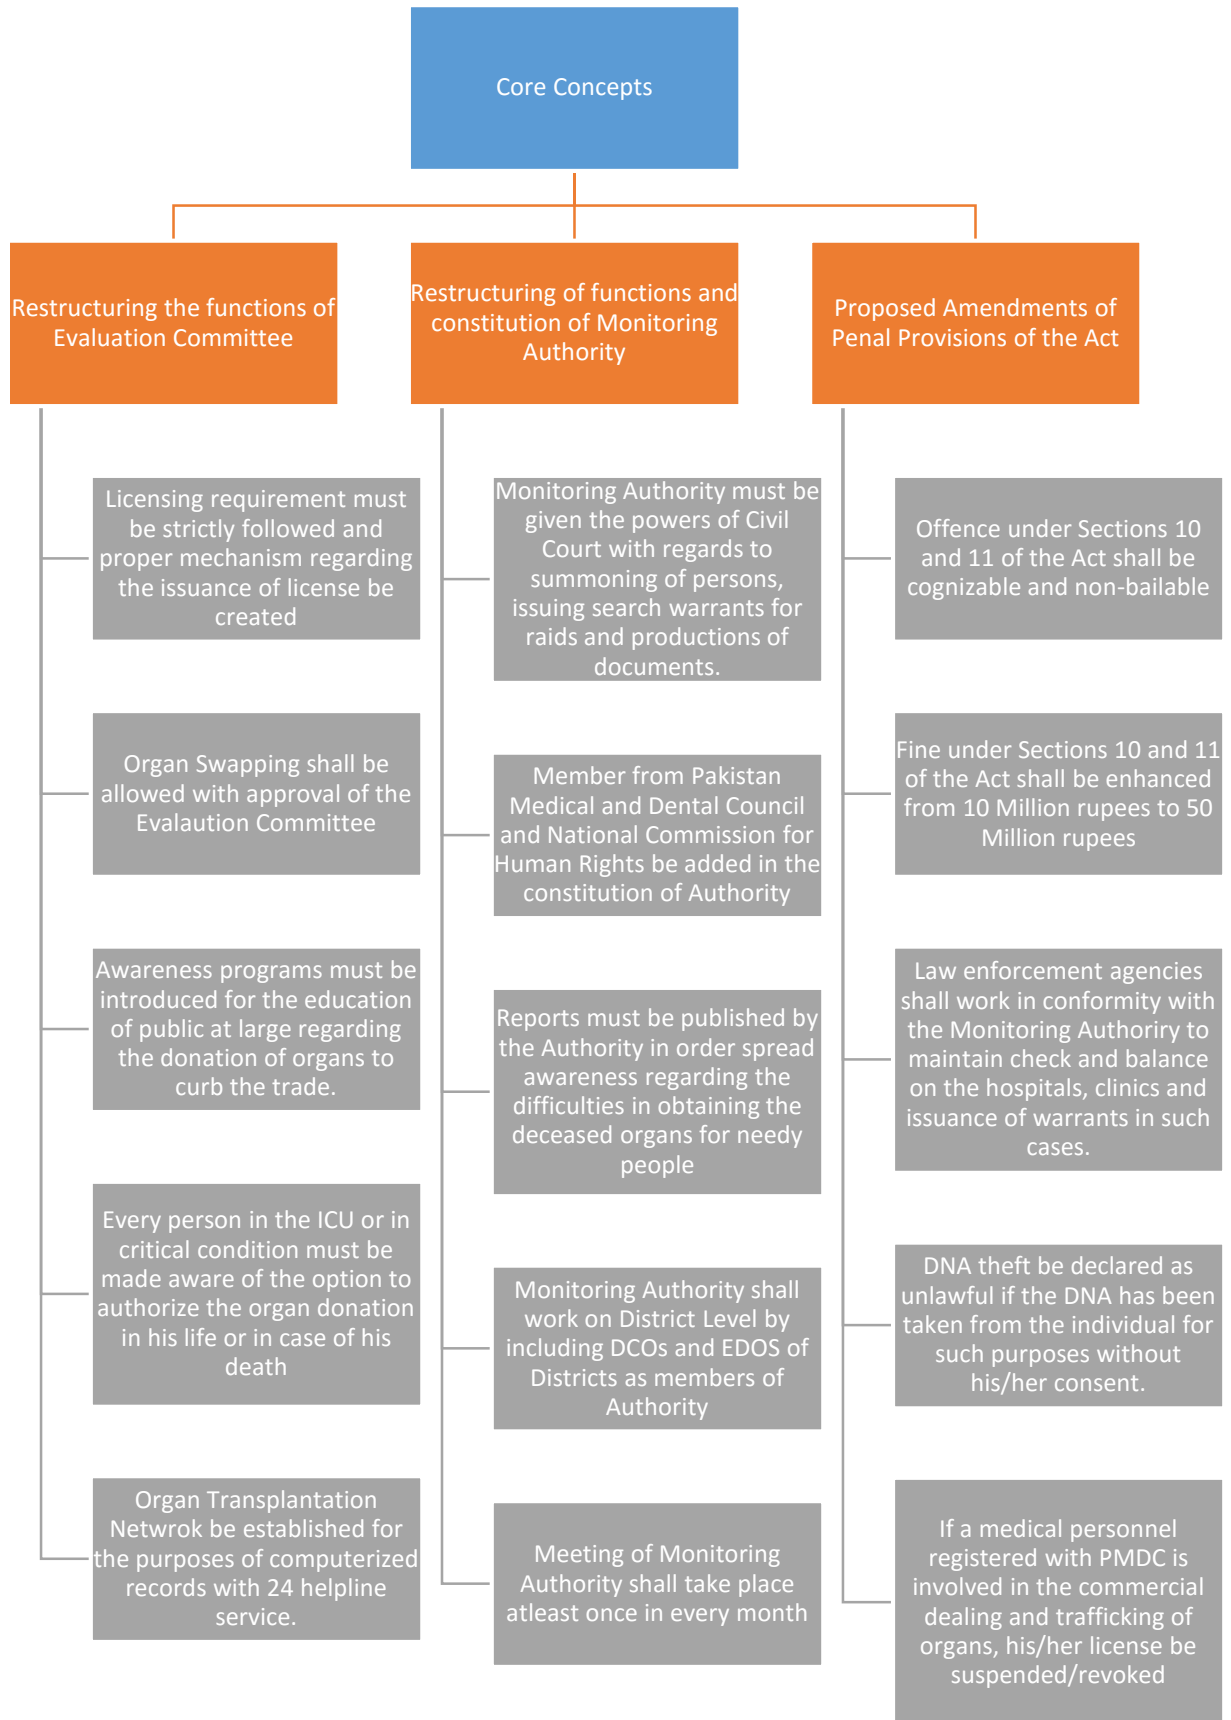 Core Concepts
Restructuring the functions of
Evaluation Committee
Licensing requirement must
be strictly followed and
proper mechanism regarding
the issuance of license be
created
Organ Swapping shall be
allowed with approval of the
Evalaution Committee
Awareness programs must be
introduced for the education
of public at large regarding
the donation of organs to
curb the trade.
Every person in the ICU or in
critical condition must be
made aware of the option to
authorize the organ donation
in his life or in case of his
death
Organ Transplantation
Netwrok be established for
the purposes of computerized
records with 24 helpline
service.
Restructuring of functions and
constitution of Monitoring
Authority
Monitoring Authority must be
given the powers of Civil
Court with regards to
summoning of persons,
issuing search warrants for
raids and productions of
documents.
Member from Pakistan
Medical and Dental Council
and National Commission for
Human Rights be added in the
constitution of Authority
Reports must be published by
the Authority in order spread
awareness regarding the
difficulties in obtaining the
deceased organs for needy
people
Monitoring Authority shall
work on District Level by
including DCOs and EDOS of
Districts as members of
Authority
Meeting of Monitoring
Authority shall take place
atleast once in every month
Proposed Amendments of
Penal Provisions of the Act
Offence under Sections 10
and 11 of the Act shall be
cognizable and non-bailable
Fine under Sections 10 and 11
of the Act shall be enhanced
from 10 Million rupees to 50
Million rupees
Law enforcement agencies
shall work in conformity with
the Monitoring Authoriry to
maintain check and balance
on the hospitals, clinics and
issuance of warrants in such
cases.
DNA theft be declared as
unlawful if the DNA has been
taken from the individual for
such purposes without
his/her consent.
If a medical personnel
registered with PMDC is
involved in the commercial
dealing and trafficking of
organs, his/her license be
suspended/revoked